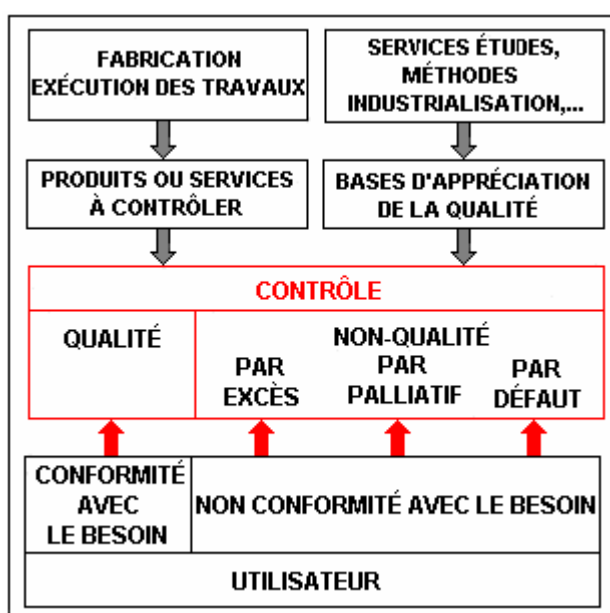 FABRICATION
EXÉCUTION DES TRAVAUX
SERVICES ÉTUDES,
MÉTHODES
INDUSTRIALISATION,...
PRODUITS OU SERVICES
À CONTRÔLER
BASES D'APPRÉCIATION
DE LA QUALITÉ
CONTRÔLE
QUALITÉ
NON-QUALITÉ
PAR
EXCÈS
PAR
PALLIATIF
PAR
DÉFAUT
CONFORMITÉ
AVEC
LE BESOIN
NON CONFORMITÉ AVEC LE BESOIN
UTILISATEUR